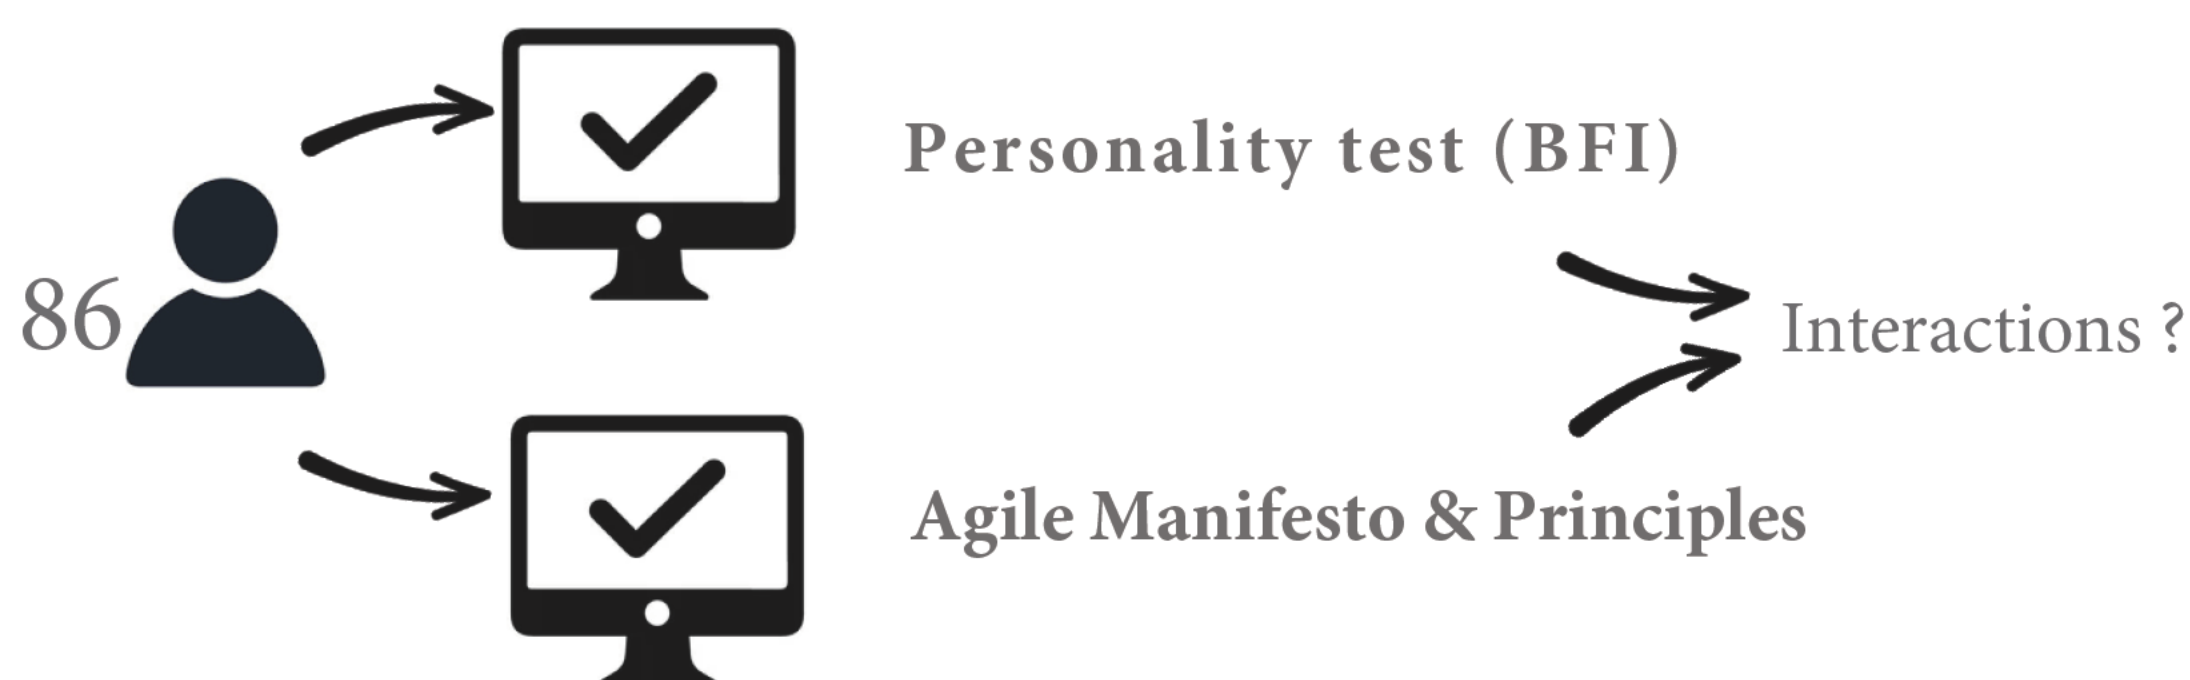 Personality test (BFI)
86
Interactions ?
Agile Manifesto & Principles